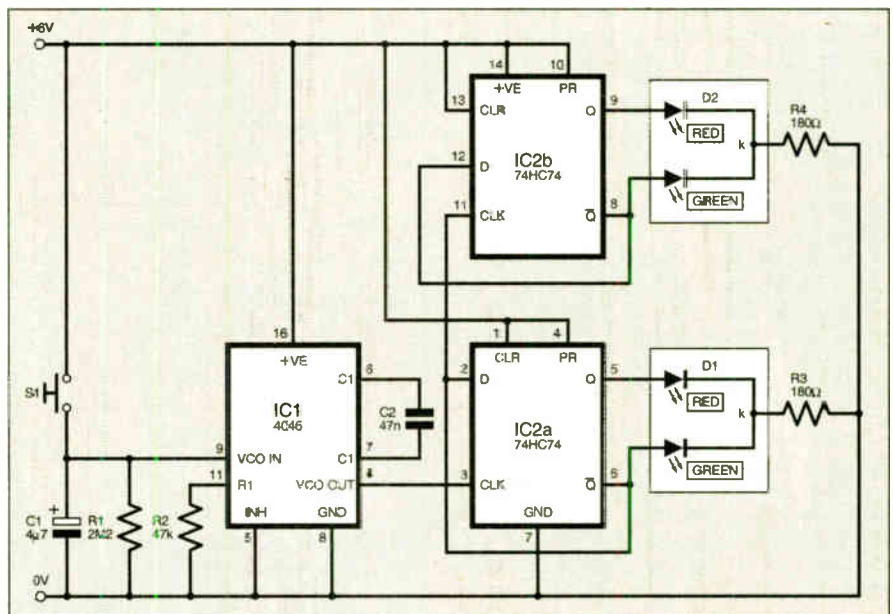 +6V
S1
C1
4µ7
+
R1
2M2
R2
47k
0V
16
+VE
IC1
4046
9
VCO IN
11
R1
INH
5
GND
8
6
C1
7
C1
4
VCO OUT
C2
47n
14
+VE
10
PR
13
CLR
12
D
11
CLK
IC2b
74HC74
Q
9
Q
8
D2
RED
GREEN
k
R4
180Ω
1
CLR
4
PR
2
D
3
CLK
IC2a
74HC74
Q
5
Q
6
GND
7
D1
RED
GREEN
k
R3
180Ω